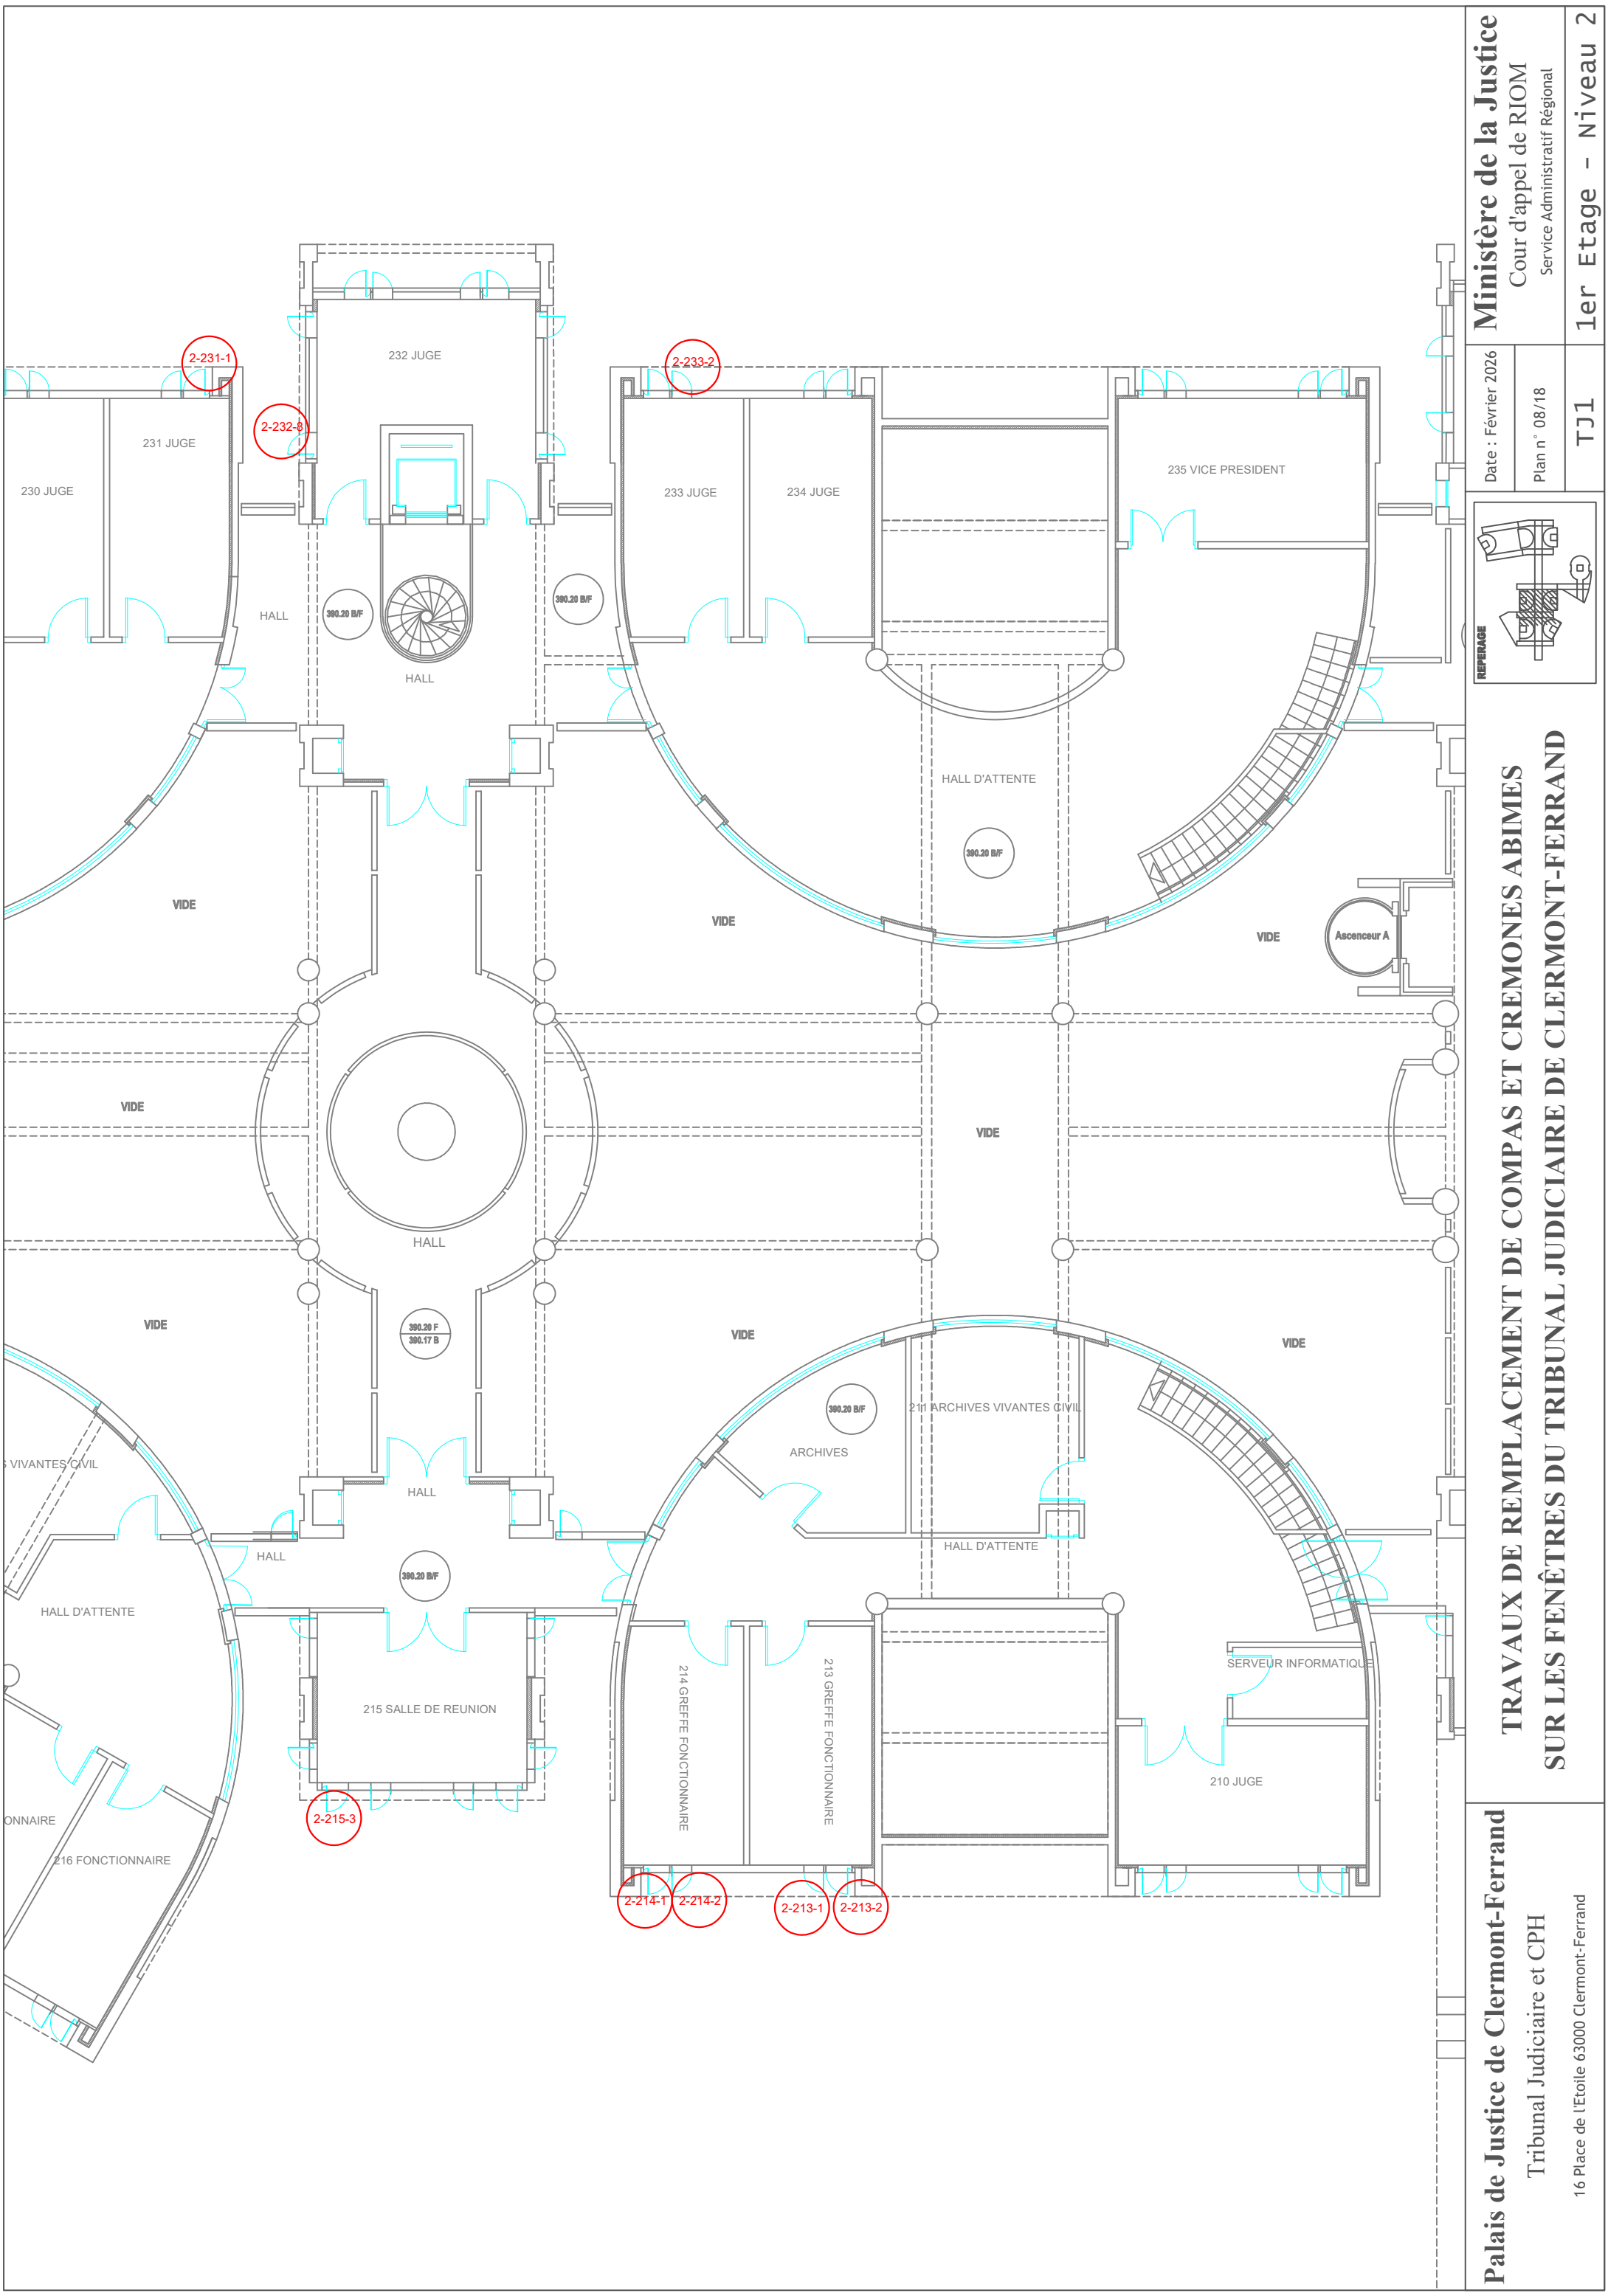 2-231-1
232 JUGE
2-233-2
2-232-8
231 JUGE
230 JUGE
233 JUGE
234 JUGE
235 VICE PRESIDENT
HALL
390.20 B/F
390.20 B/F
HALL
HALL D'ATTENTE
390.20 B/F
VIDE
VIDE
VIDE
Ascenceur A
VIDE
VIDE
HALL
VIDE
390.20 F
390.17 B
VIDE
VIDE
390.20 B/F
211 ARCHIVES VIVANTES CIVIL
ARCHIVES
VIVANTES CIVIL
HALL
HALL
HALL D'ATTENTE
390.20 B/F
HALL D'ATTENTE
SERVEUR INFORMATIQUE
215 SALLE DE REUNION
214 GREFFE FONCTIONNAIRE
213 GREFFE FONCTIONNAIRE
210 JUGE
2-215-3
ONNAIRE
216 FONCTIONNAIRE
2-214-1
2-214-2
2-213-1
2-213-2
Palais de Justice de Clermont-Ferrand
Tribunal Judiciaire et CPH
16 Place de l'Etoile 63000 Clermont-Ferrand
TRAVAUX DE REMPLACEMENT DE COMPAS ET CREMONES ABIMES
SUR LES FENÊTRES DU TRIBUNAL JUDICIAIRE DE CLERMONT-FERRAND
REPERAGE
Date : Février 2026
Plan n° 08/18
TJ1
Ministère de la Justice
Cour d'appel de RIOM
Service Administratif Régional
1er Etage - Niveau 2